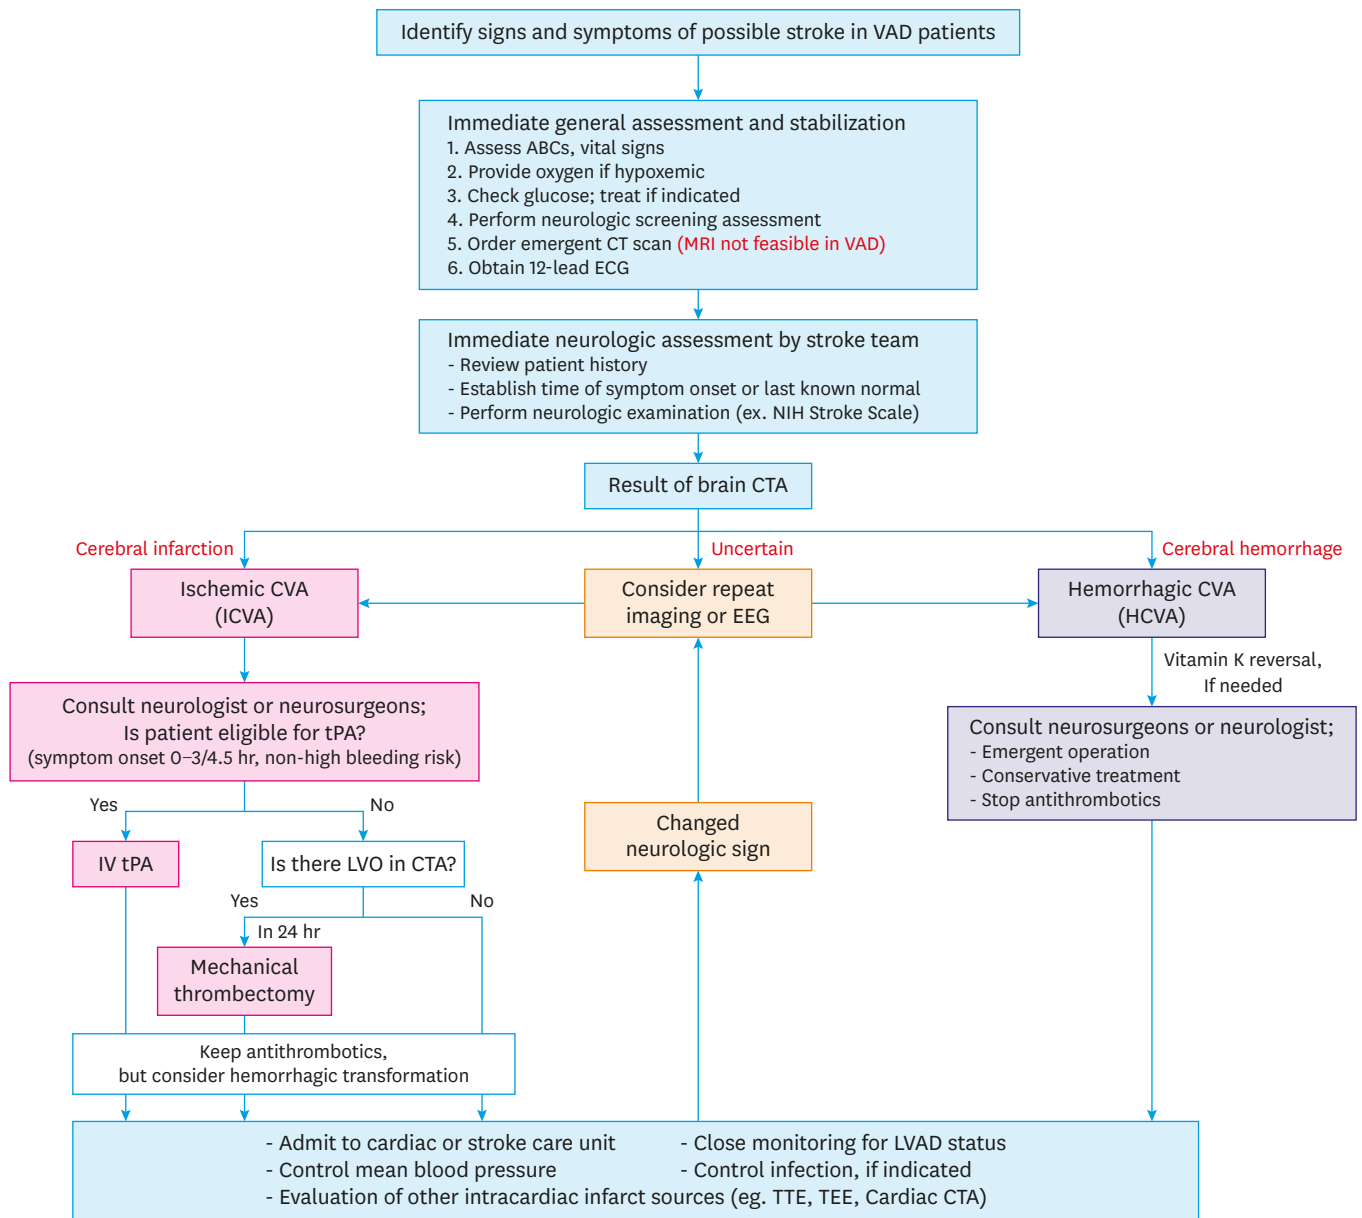 Identify signs and symptoms of possible stroke in VAD patients
Immediate general assessment and stabilization
1. Assess ABCs, vital signs
2. Provide oxygen if hypoxemic
3. Check glucose; treat if indicated
4. Perform neurologic screening assessment
5. Order emergent CT scan (MRI not feasible in VAD)
6. Obtain 12-lead ECG
Immediate neurologic assessment by stroke team
- Review patient history
- Establish time of symptom onset or last known normal
- Perform neurologic examination (ex. NIH Stroke Scale)
Result of brain CTA
Cerebral infarction
Uncertain
Cerebral hemorrhage
Ischemic CVA
(ICVA)
Consider repeat
imaging or EEG
Hemorrhagic CVA
(HCVA)
Vitamin K reversal,
If needed
Consult neurologist or neurosurgeons;
Is patient eligible for tPA?
(symptom onset 0–3/4.5 hr, non-high bleeding risk)
Consult neurosurgeons or neurologist;
- Emergent operation
- Conservative treatment
- Stop antithrombotics
Yes
No
IV tPA
Is there LVO in CTA?
Changed
neurologic sign
Yes
No
In 24 hr
Mechanical
thrombectomy
Keep antithrombotics,
but consider hemorrhagic transformation
- Admit to cardiac or stroke care unit
- Close monitoring for LVAD status
- Control mean blood pressure
- Control infection, if indicated
- Evaluation of other intracardiac infarct sources (eg. TTE, TEE, Cardiac CTA)